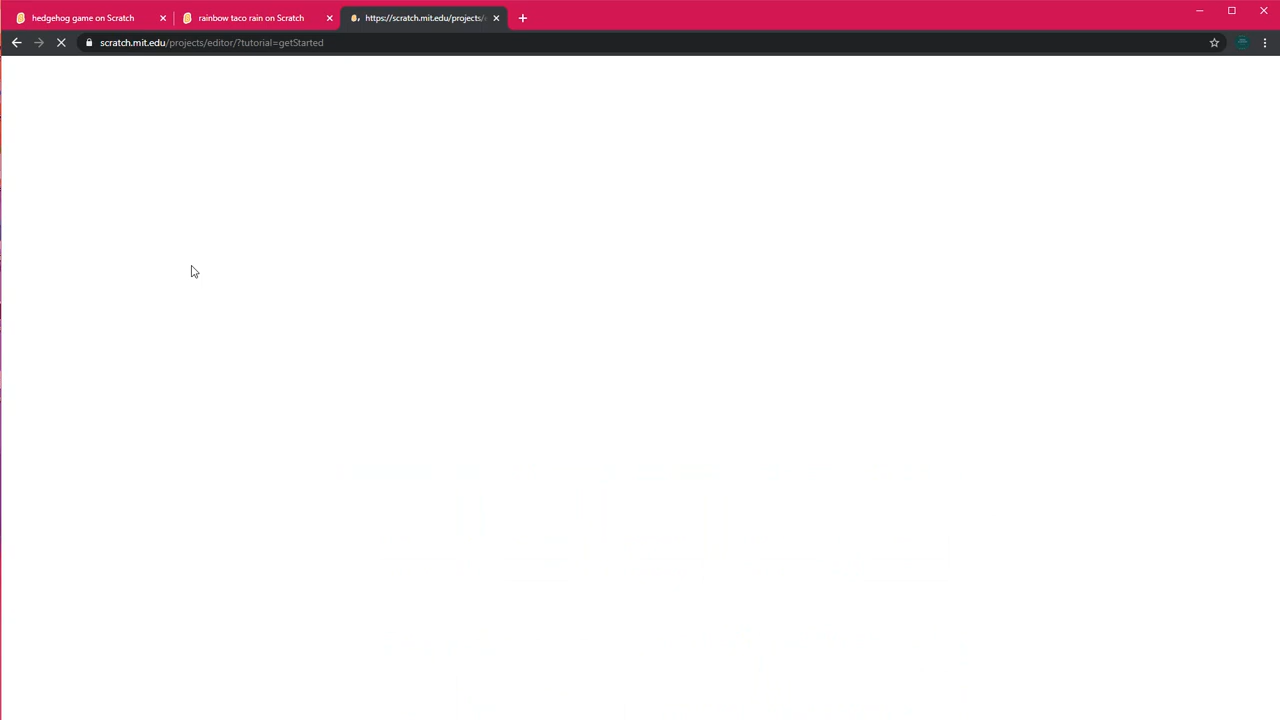 hedgehog game on Scratch
rainbow taco rain on Scratch
https://scratch.mit.edu/projects/
scratch.mit.edu/projects/editor/?tutorial=getStarted